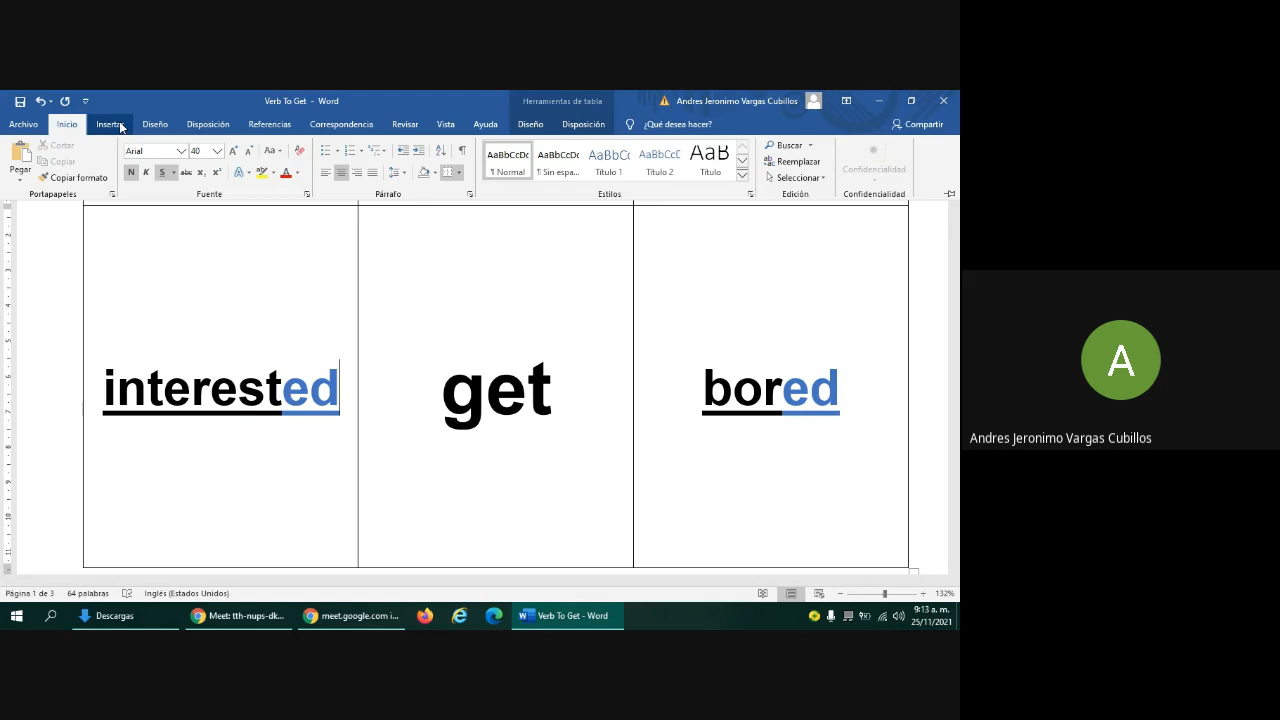 Verb To Get - Word
Herramientas de tabla
Andres Jeronimo Vargas Cubillos
Archivo Inicio Insertar Diseño Disposición Referencias Correspondencia Revisar Vista Ayuda Diseño Disposición ¿Qué desea hacer? Compartir
Pegar
Cortar
Copiar
Copiar formato
Portapapeles
Arial 40
N K S abc
Fuente
Párrafo
AaBbCcDc AaBbCcDc AaBbCc AaBbCcD AaB
¶ Normal ¶ Sin espa... Título 1 Título 2 Título
Estilos
Buscar
Reemplazar
Seleccionar
Edición
Confidencialidad
Confidencialidad
interested get bored
A
Andres Jeronimo Vargas Cubillos
Página 1 de 3 64 palabras Inglés (Estados Unidos) 132%
Descargas Meet: tth-nups-dk... meet.google.com i... Verb To Get - Word
9:13 a. m.
25/11/2021